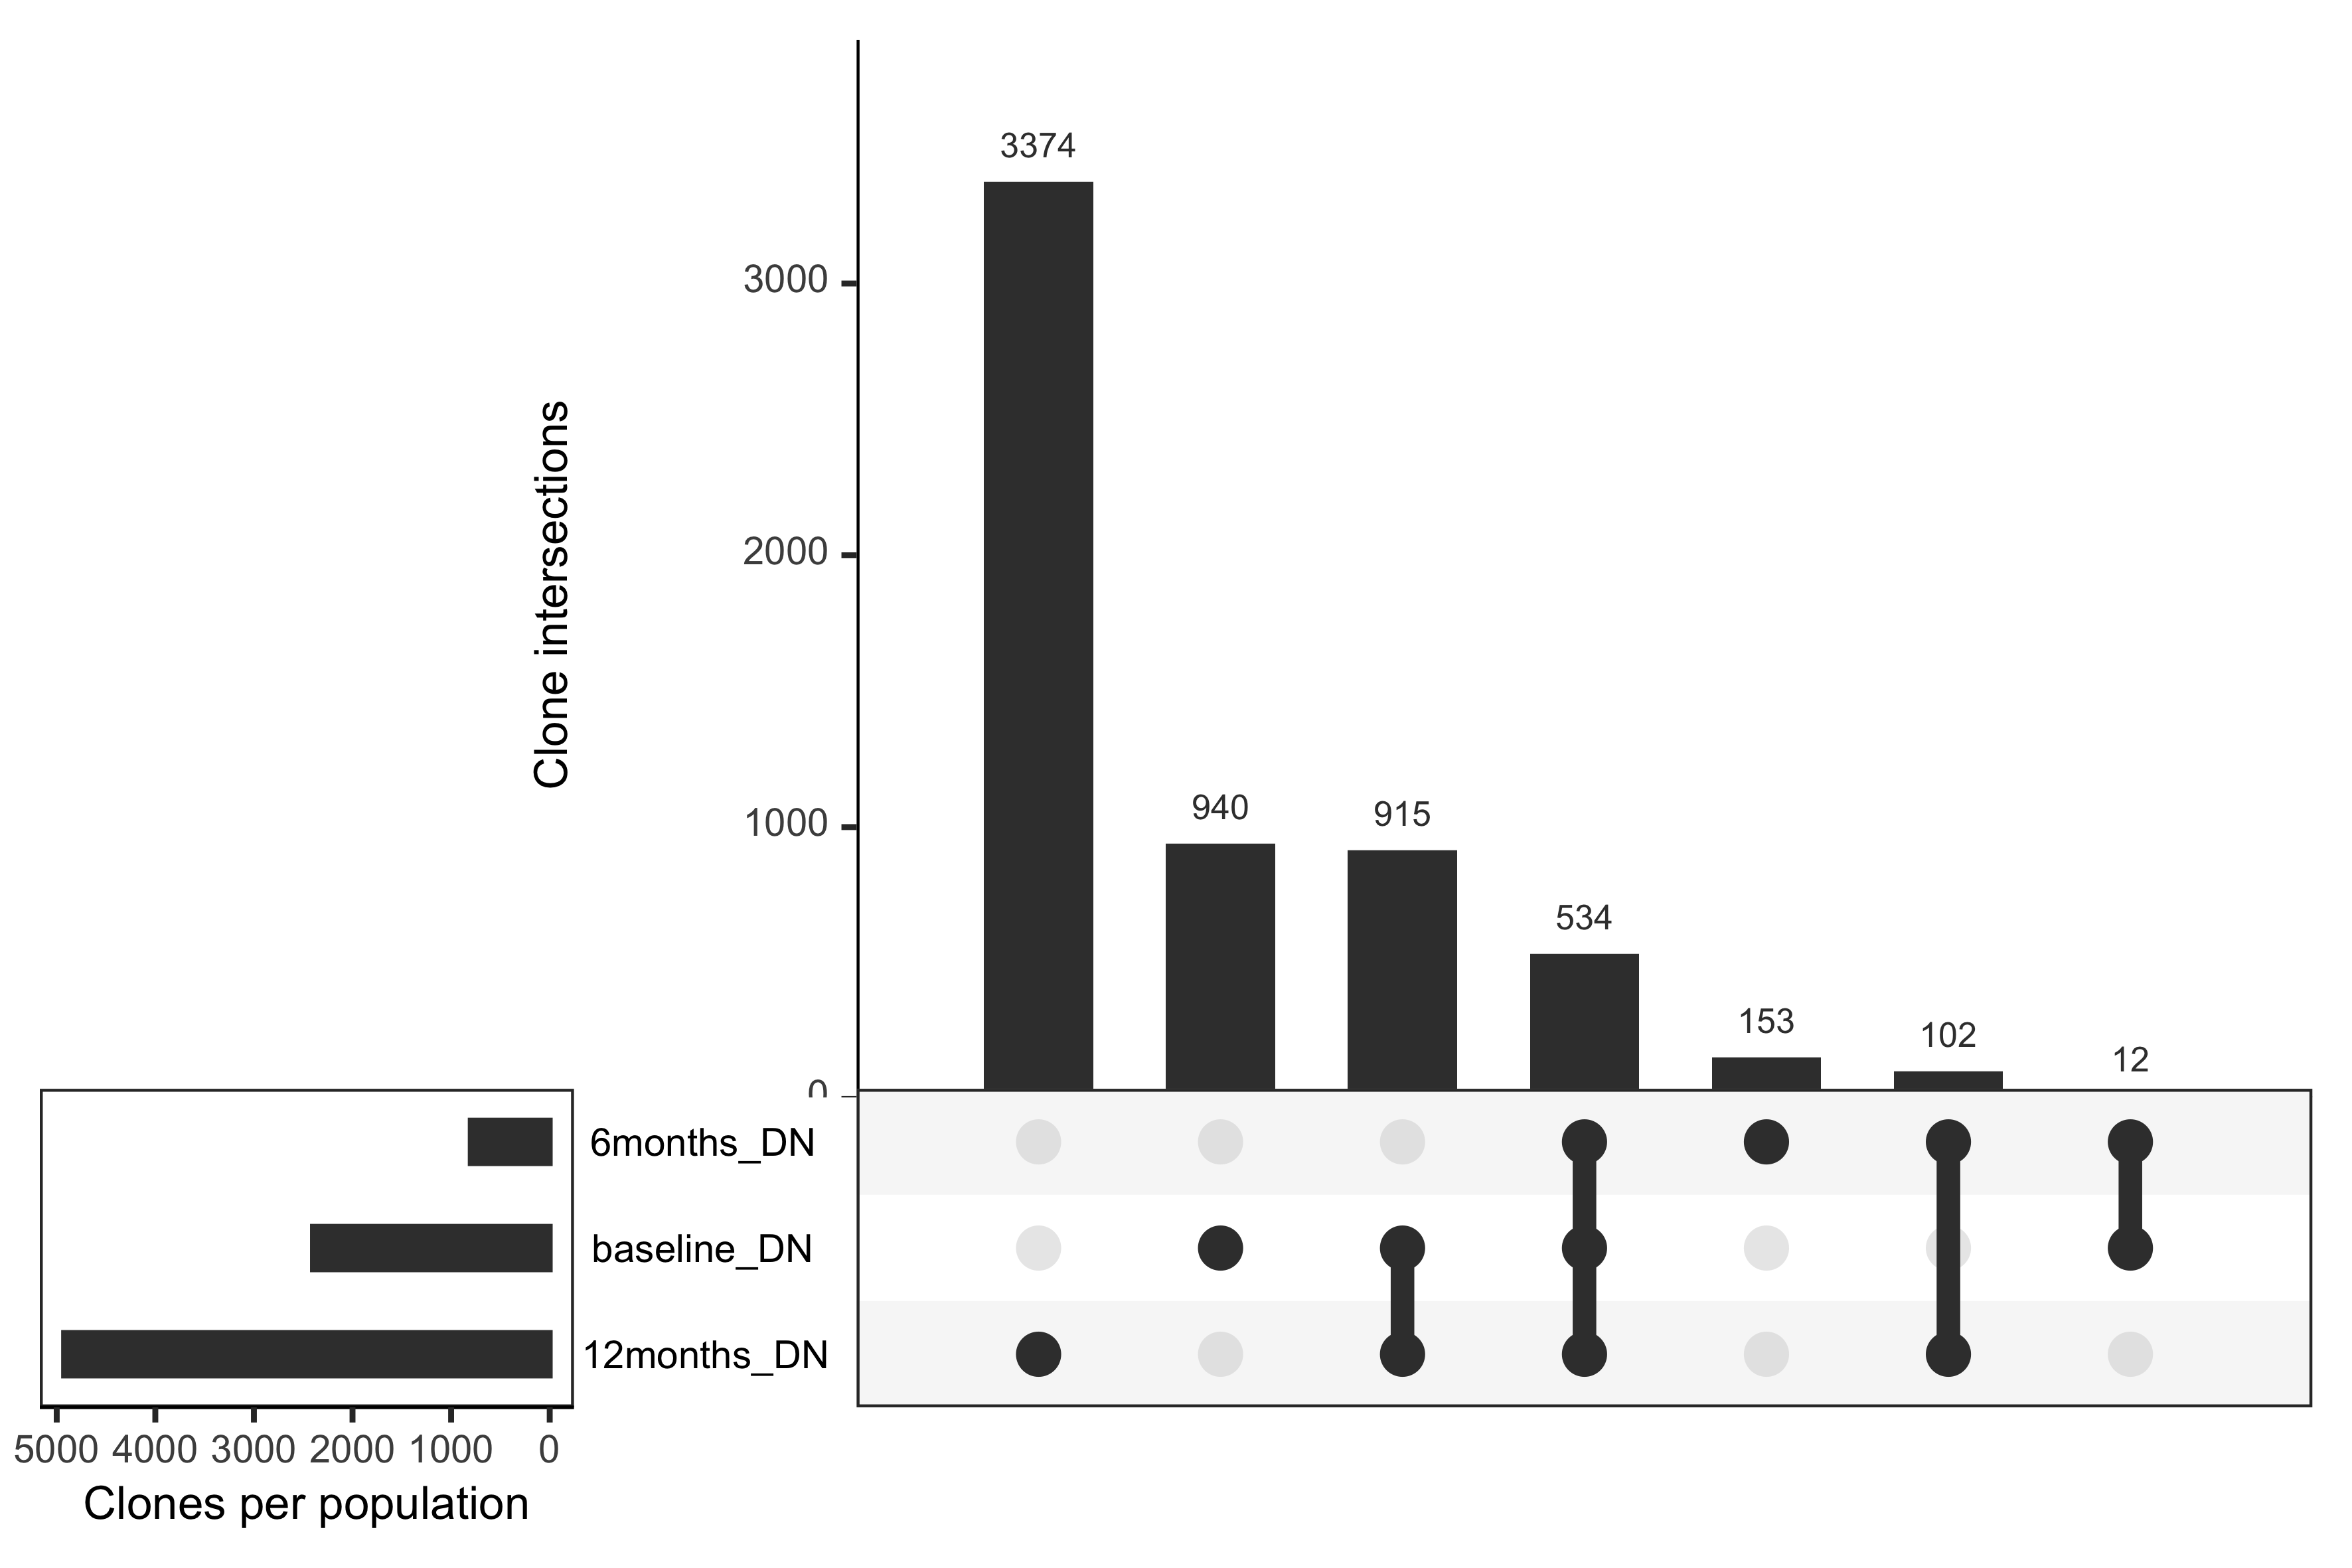 3374
3000
Clone intersections
2000
1000
940
915
534
153
102
12
0
6months_DN
baseline_DN
12months_DN
5000 4000 3000 2000 1000 0
Clones per population